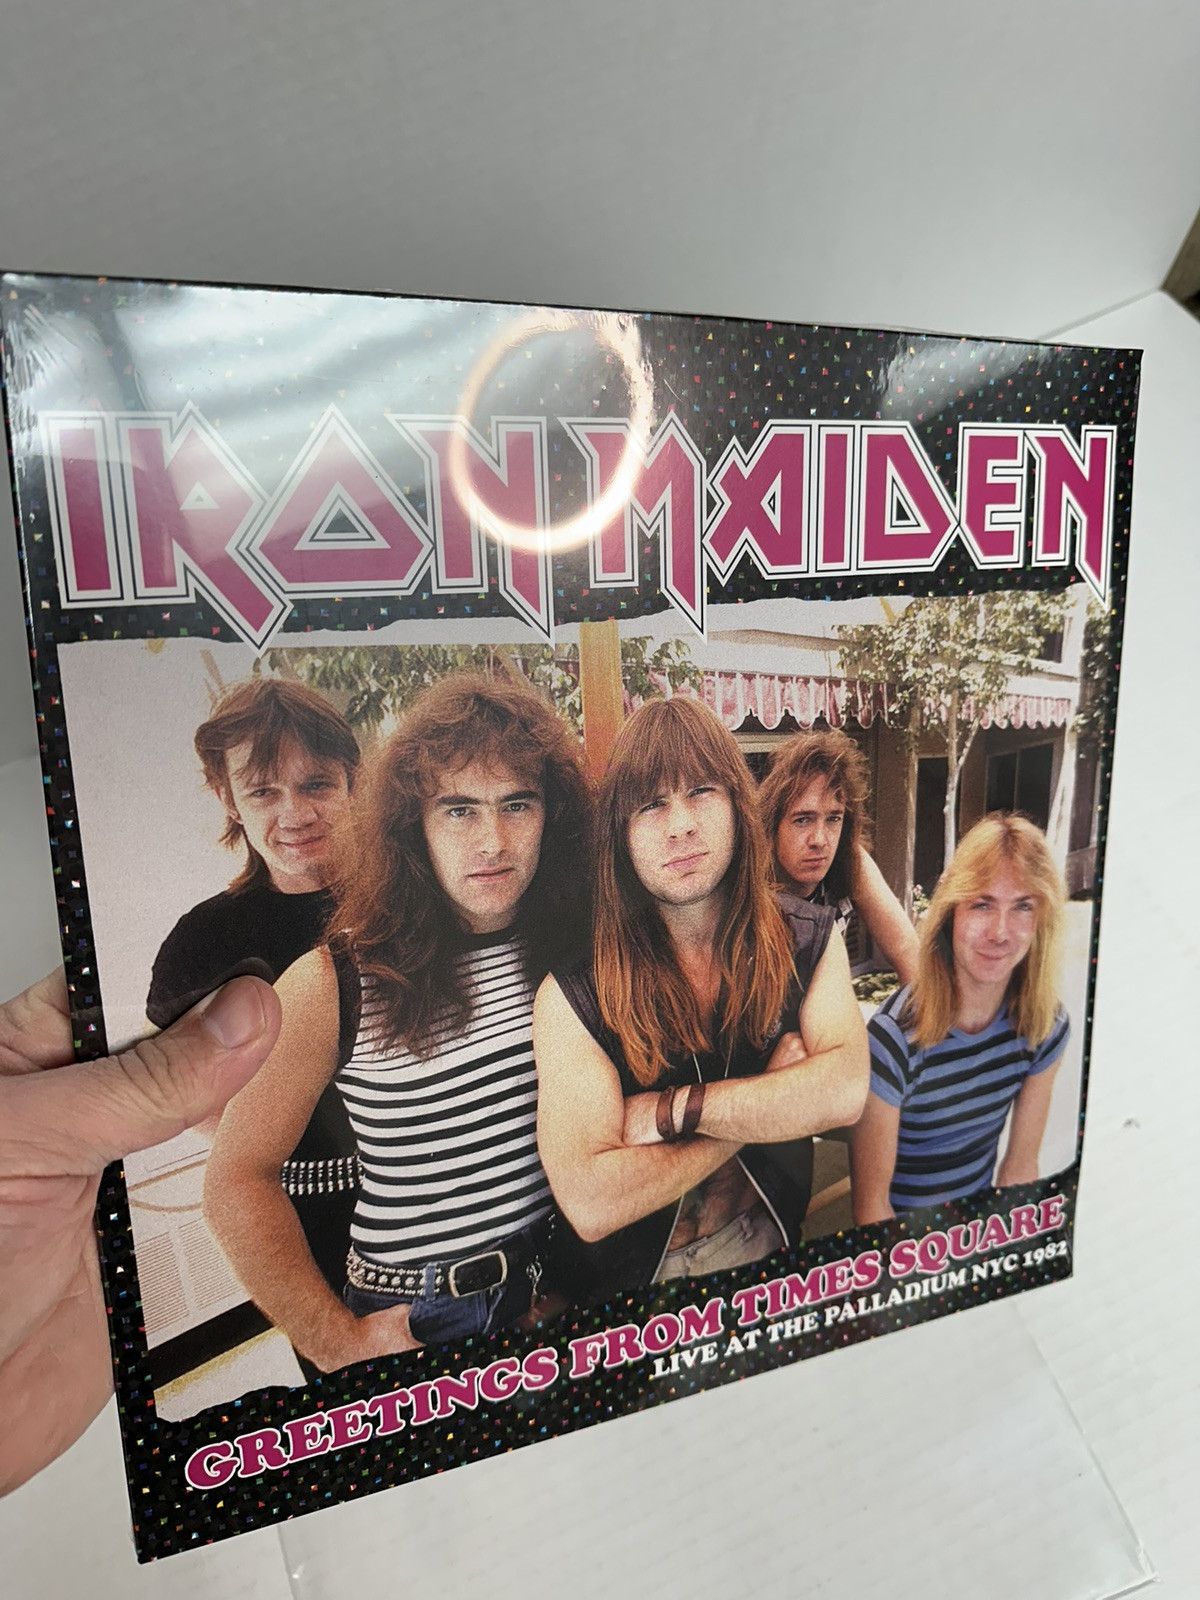 IRON MAIDEN
GREETINGS FROM TIMES SQUARE
LIVE AT THE PALLADIUM NYC 1982